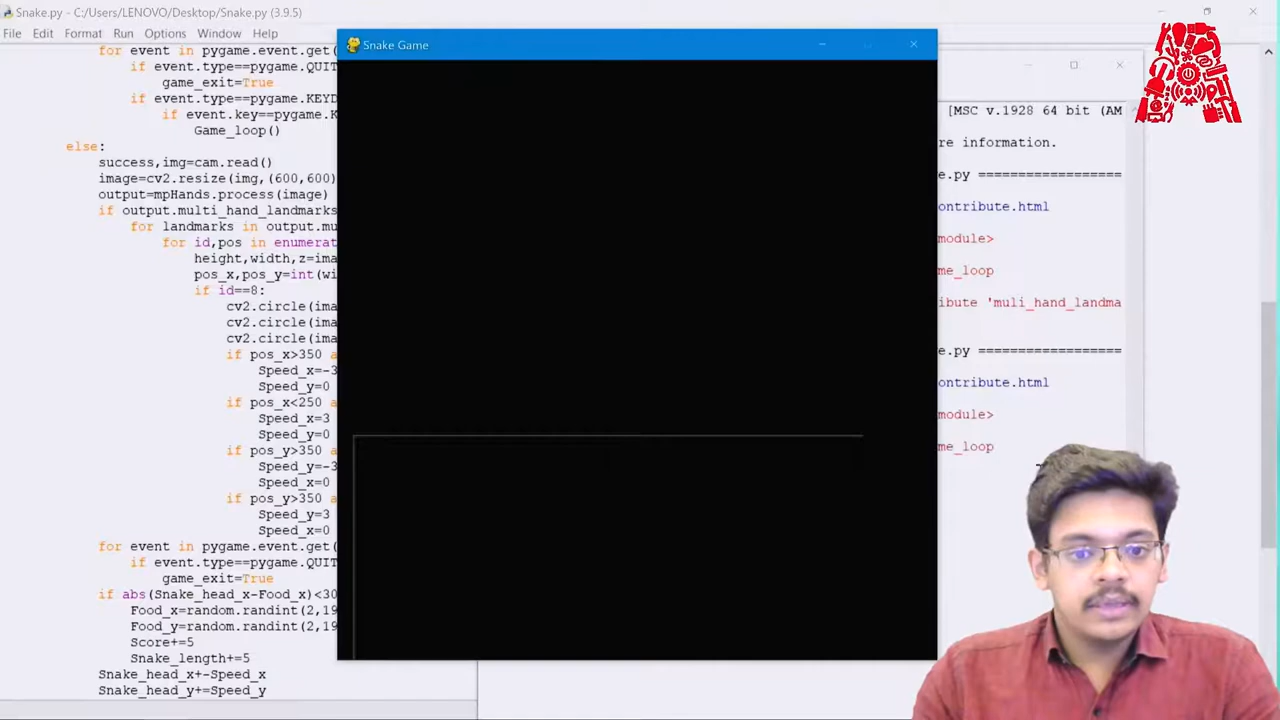 Snake.py - C:/Users/LENOVO/Desktop/Snake.py (3.9.5)
File Edit Format Run Options Window Help
for event in pygame.event.get(
if event.type==pygame.QUIT
game_exit=True
if event.type==pygame.KEYD
if event.key==pygame.K
Game_loop()
else:
success,img=cam.read()
image=cv2.resize(img,(600,600)
output=mpHands.process(image)
if output.multi_hand_landmarks
for landmarks in output.mu
for id,pos in enumerat
height,width,z=ima
pos_x,pos_y=int(wi
if id==8:
cv2.circle(ima
cv2.circle(ima
cv2.circle(ima
if pos_x>350 a
Speed_x=-3
Speed_y=0
if pos_x<250 a
Speed_x=3
Speed_y=0
if pos_y>350 a
Speed_y=-3
Speed_x=0
if pos_y>350 a
Speed_y=3
Speed_x=0
for event in pygame.event.get(
if event.type==pygame.QUIT
game_exit=True
if abs(Snake_head_x-Food_x)<30
Food_x=random.randint(2,19
Food_y=random.randint(2,19
Score+=5
Snake_length+=5
Snake_head_x+-Speed_x
Snake_head_y+=Speed_y
Snake Game
[MSC v.1928 64 bit (AM
re information.
e.py ==================
ontribute.html
module>
me_loop
ibute 'muli_hand_landma
e.py ==================
ontribute.html
module>
me_loop